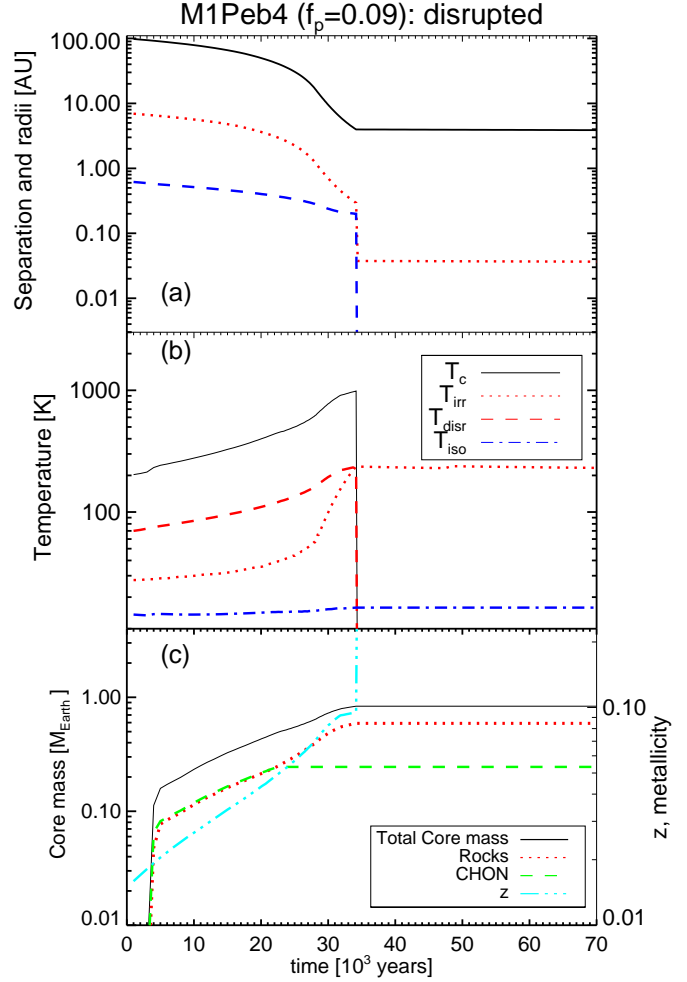 M1Peb4 (f_p=0.09): disrupted
Separation and radii [AU]
100.00
10.00
1.00
0.10
0.01
(a)
Temperature [K]
1000
100
(b)
T_c
T_irr
T_disr
T_iso
Core mass [M_Earth]
1.00
0.10
0.01
(c)
Total Core mass
Rocks
CHON
z
0.10
0.01
z, metallicity
0 10 20 30 40 50 60 70
time [10^3 years]